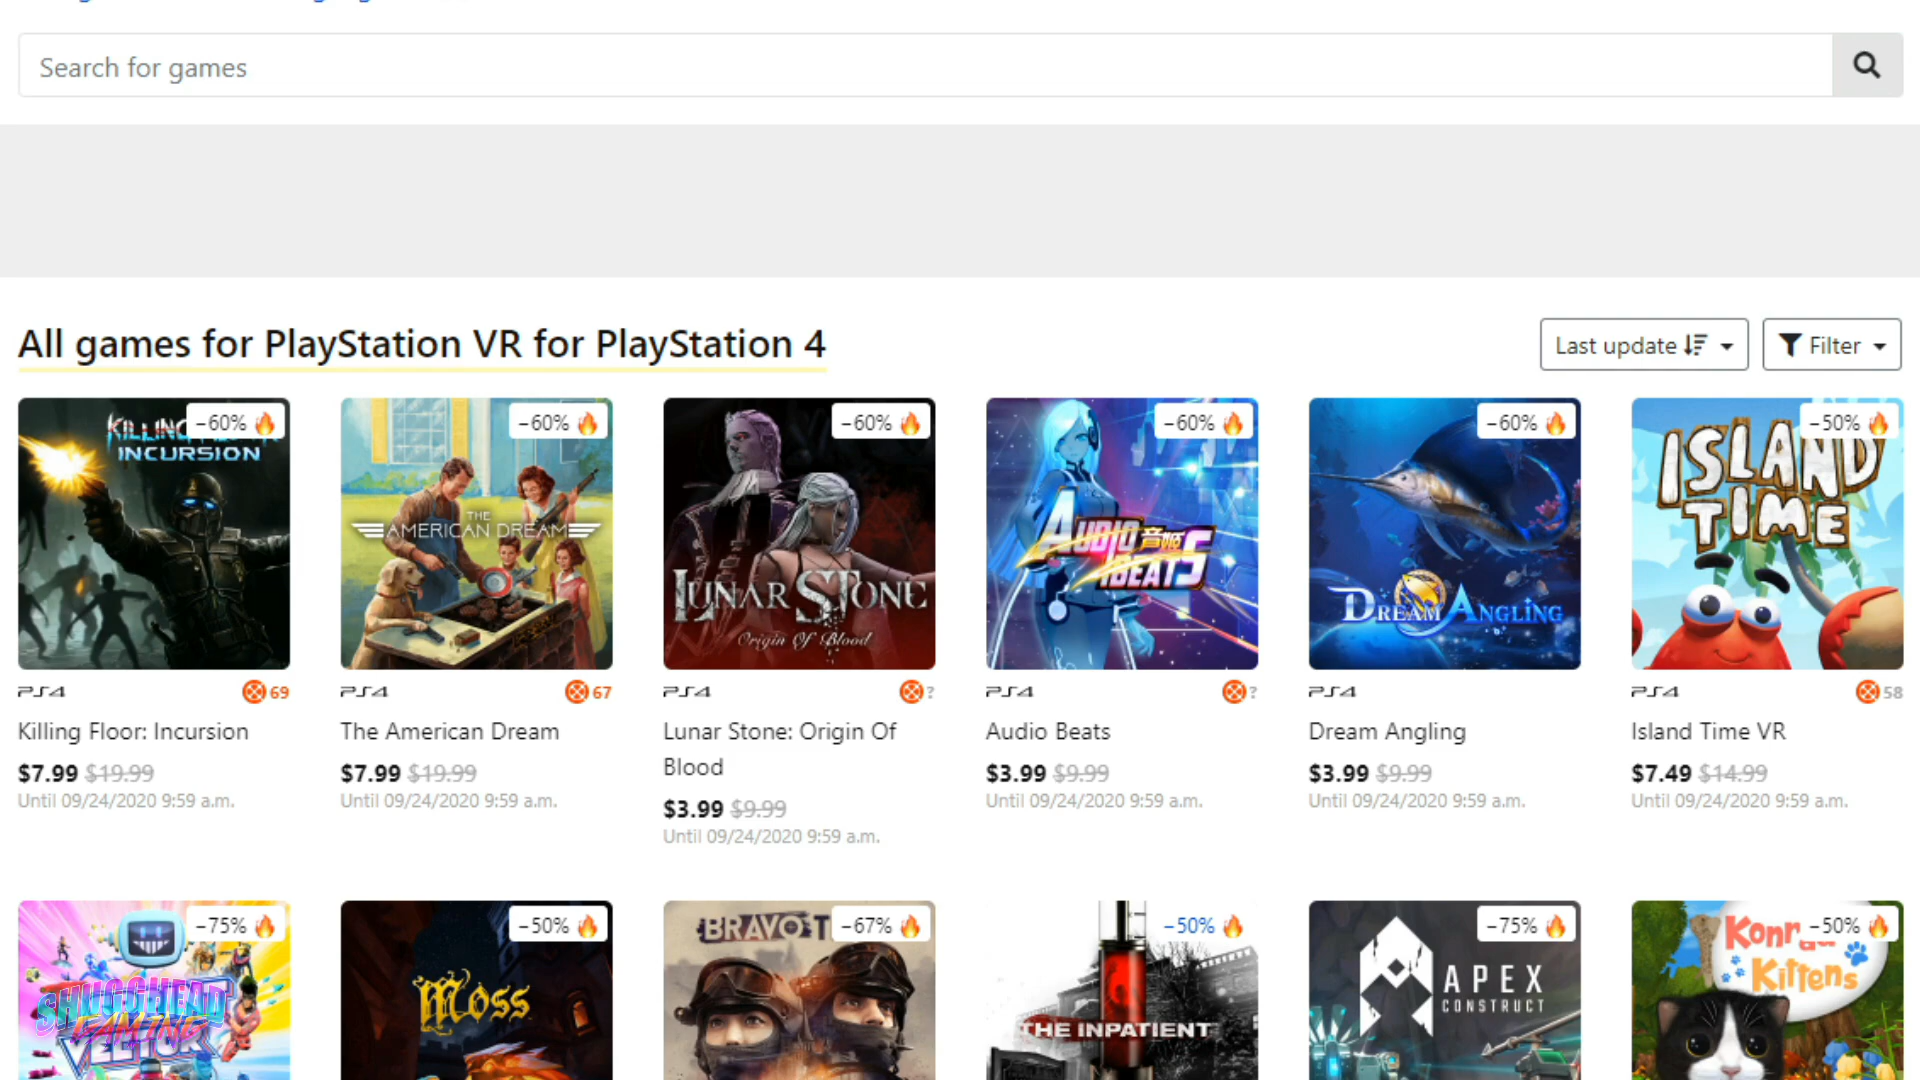 Search for games
All games for PlayStation VR for PlayStation 4
Last update
Filter
-60%
-60%
-60%
-60%
-60%
-50%
KILLING
INCURSION
THE
AMERICAN DREAM
LUNAR STONE
Origin Of Blood
AUDIO 音姬
BEATS
DREAM ANGLING
ISLAND
TIME
PS4 69
PS4 67
PS4 ?
PS4 ?
PS4
PS4 58
Killing Floor: Incursion
The American Dream
Lunar Stone: Origin Of
Blood
Audio Beats
Dream Angling
Island Time VR
$7.99 $19.99
$7.99 $19.99
$3.99 $9.99
$3.99 $9.99
$3.99 $9.99
$7.49 $14.99
Until 09/24/2020 9:59 a.m.
Until 09/24/2020 9:59 a.m.
Until 09/24/2020 9:59 a.m.
Until 09/24/2020 9:59 a.m.
Until 09/24/2020 9:59 a.m.
Until 09/24/2020 9:59 a.m.
-75%
-50%
-67%
-50%
-75%
-50%
SHUGGHEAD
GAMING
VECTOR
Moss
BRAVO T
THE INPATIENT
APEX
CONSTRUCT
Kittens